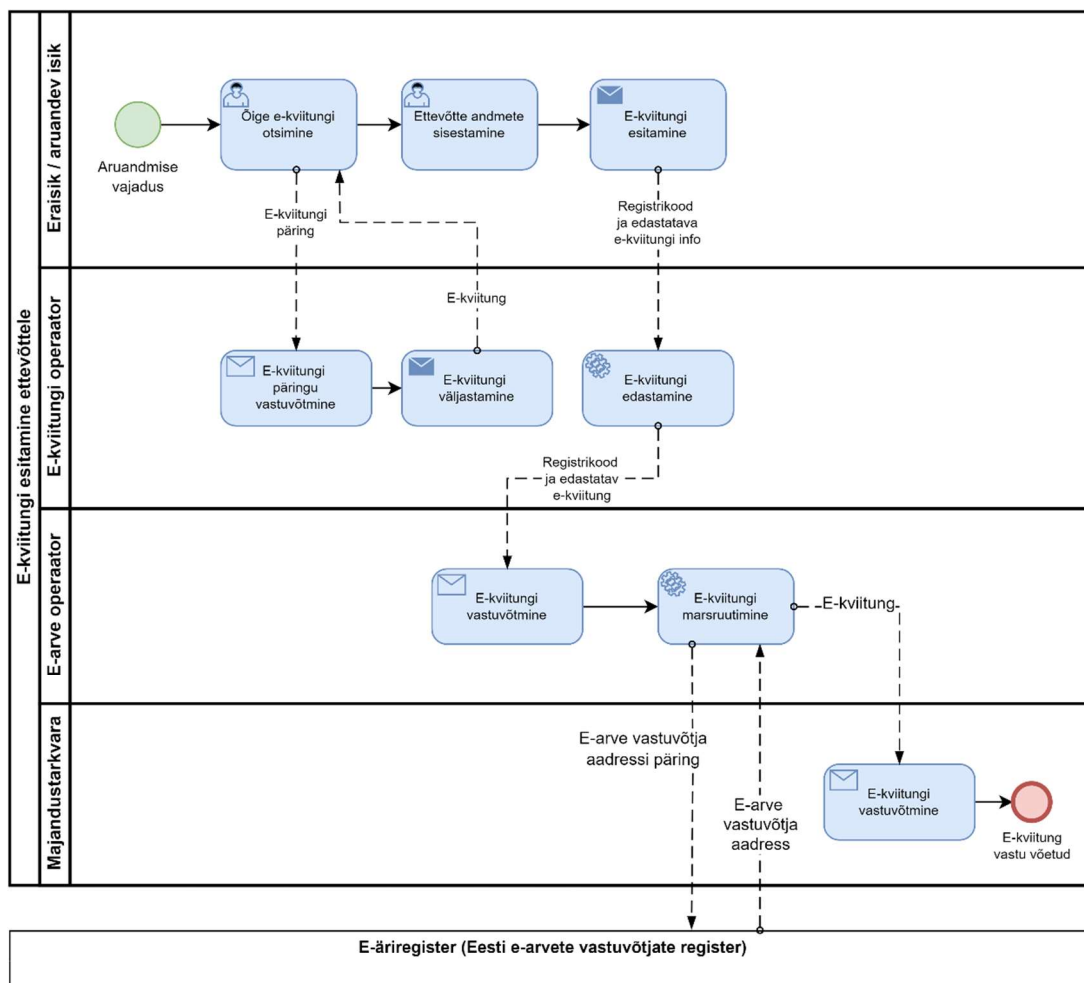 E-kviitungi esitamine ettevõttele
Eraisik / aruandev isik
Aruandmise
vajadus
Õige e-kviitungi
otsimine
Ettevõtte andmete
sisestamine
E-kviitungi
esitamine
E-kviitungi
päring
Registrikood
ja edastatava
e-kviitungi info
E-kviitungi operaator
E-kviitung
E-kviitungi
päringu
vastuvõtmine
E-kviitungi
väljastamine
E-kviitungi
edastamine
Registrikood
ja edastatav
e-kviitung
E-arve operaator
E-kviitungi
vastuvõtmine
E-kviitungi
marsruutimine
E-kviitung
Majandustarkvara
E-arve vastuvõtja
aadressi päring
E-arve
vastuvõtja
aadress
E-kviitungi
vastuvõtmine
E-kviitung
vastu võetud
E-äriregister (Eesti e-arvete vastuvõtjate register)